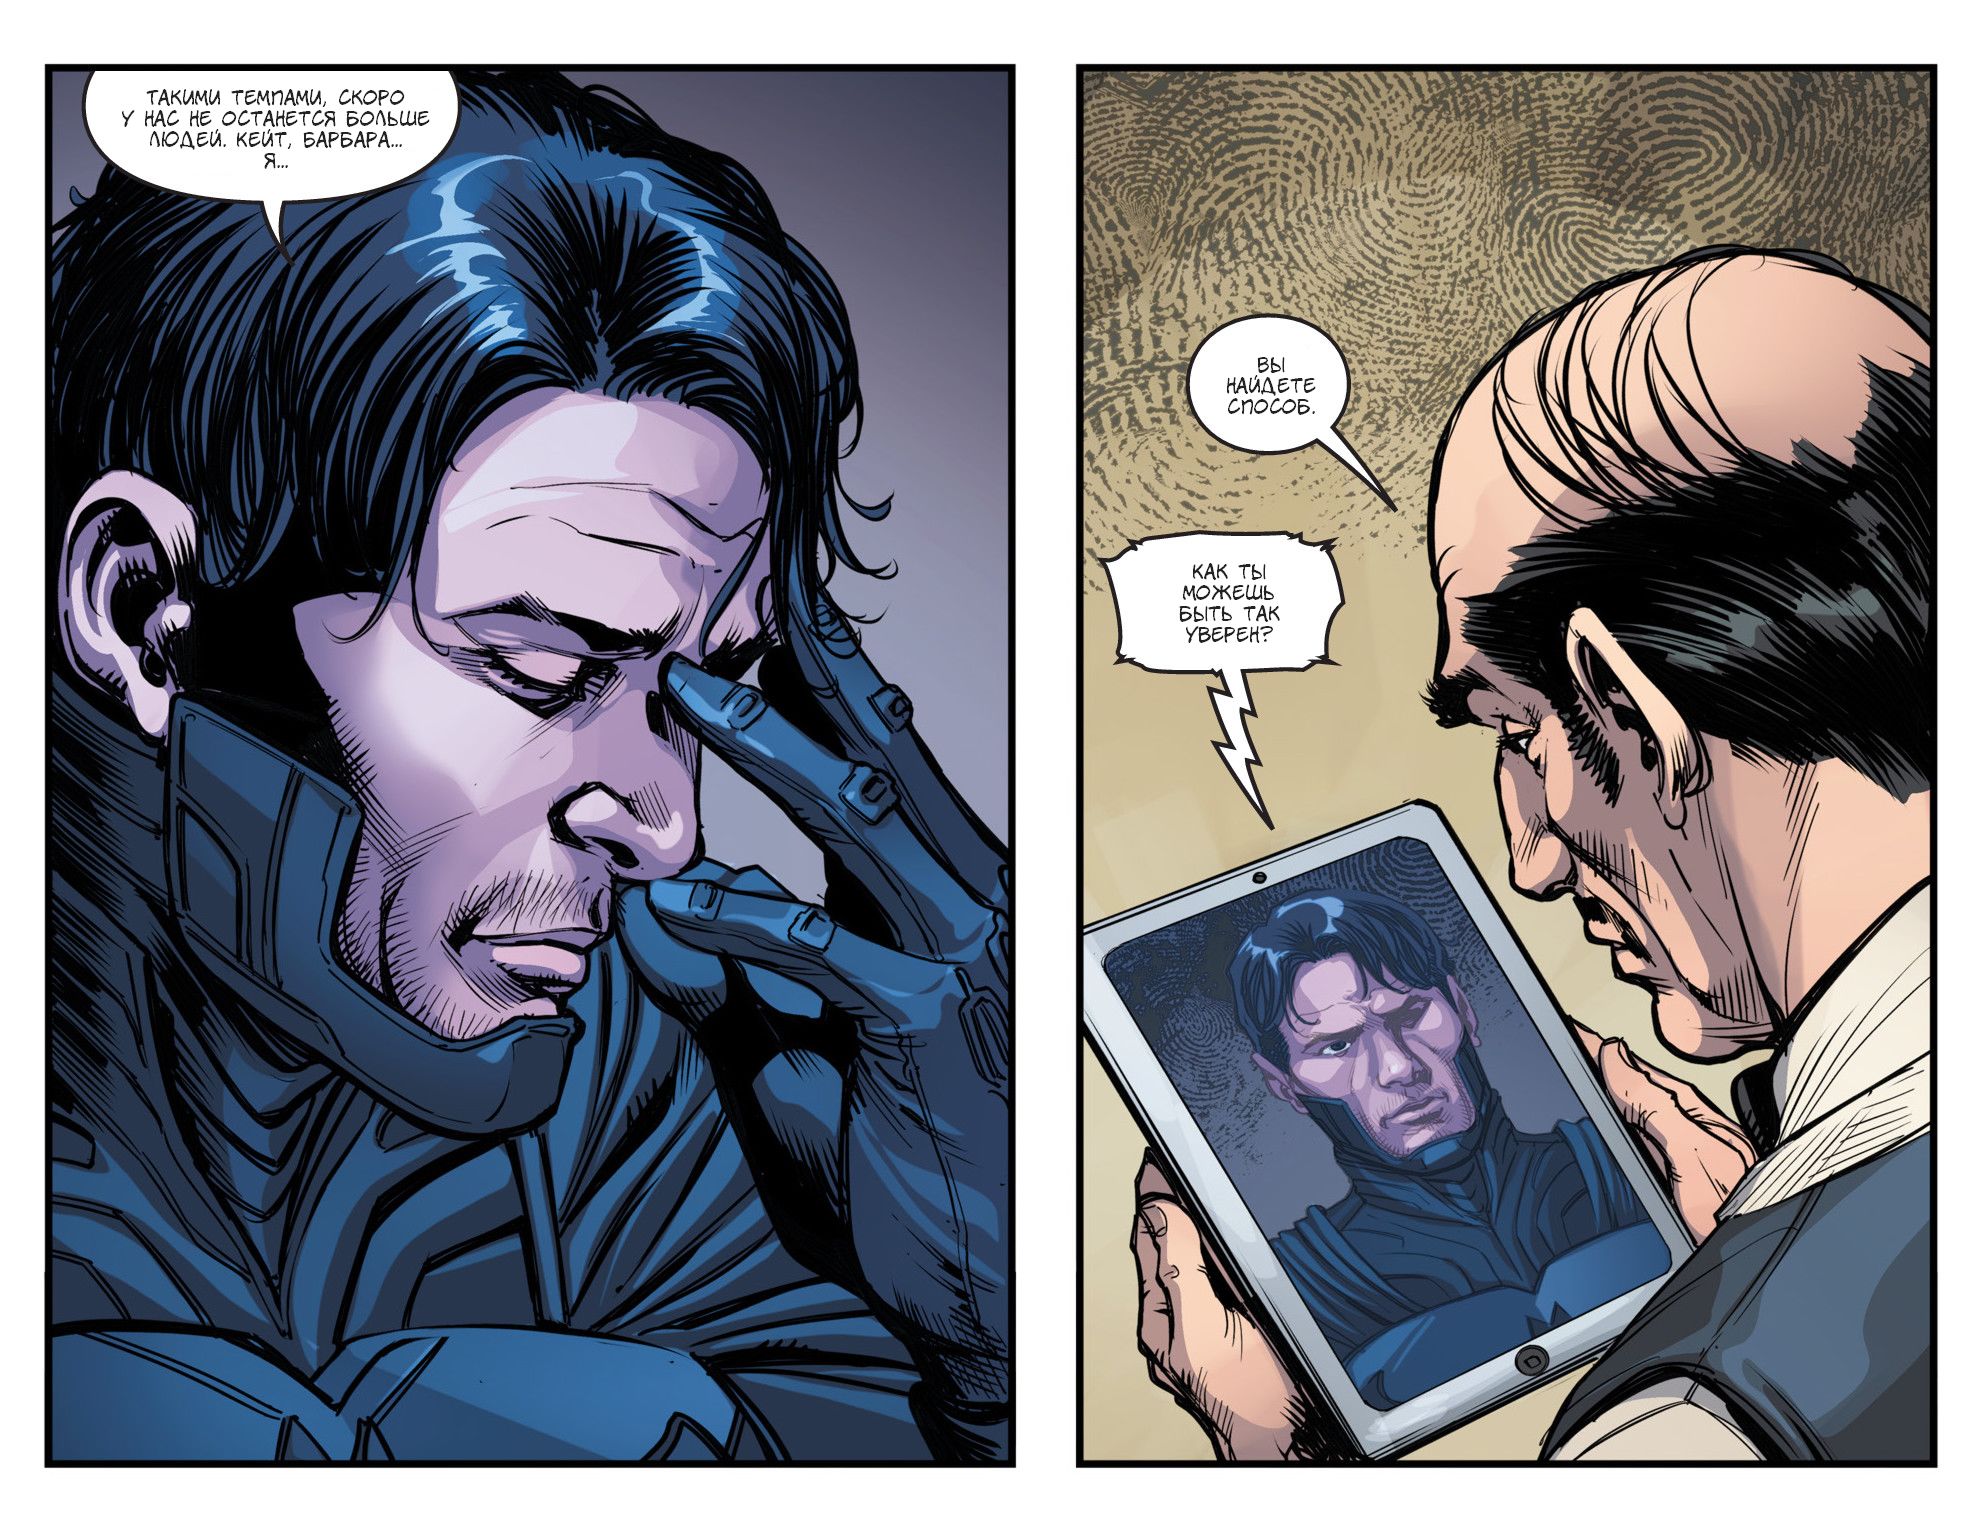 ТАКИМИ ТЕМПАМИ, СКОРО
У НАС НЕ ОСТАНЕТСЯ БОЛЬШЕ
ЛЮДЕЙ. КЕЙТ, БАРБАРА...
Я...
ВЫ
НАЙДЕТЕ
СПОСОБ.
КАК ТЫ
МОЖЕШЬ
БЫТЬ ТАК
УВЕРЕН?